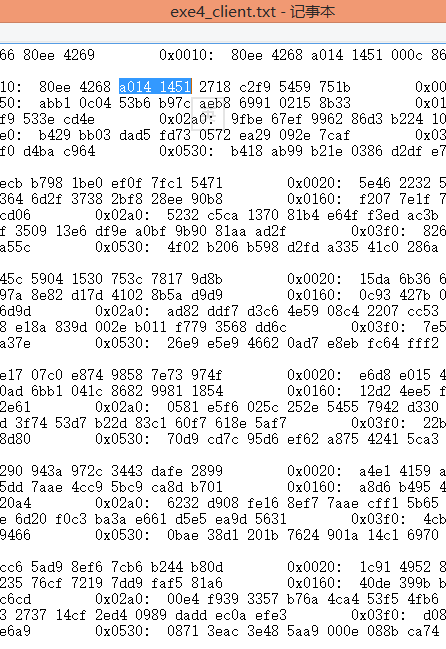 exe4_client.txt - 记事本
66 80ee 4269 0x0010: 80ee 4268 a014 1451 000c 86
10: 80ee 4268 a014 1451 2718 c2f9 5459 751b 0x00
50: abb1 0c04 53b6 b97c aeb8 6991 0215 8b33 0x01
f9 533e cd4e 0x02a0: 9fbe 67ef 9962 86d3 b224 10
e0: b429 bb03 dad5 fd73 0572 ea29 092e 7caf 0x03
f0 d4ba c964 0x0530: b418 ab99 b21e 0386 d2df e7
ecb b798 1be0 ef0f 7fc1 5471 0x0020: 5e46 2232 5
364 6d2f 3738 2bf8 28ee 90b8 0x0160: f207 7e1f 7
cd06 0x02a0: 5232 c5ca 1370 81b4 e64f f3ed ac3b
f 3509 13e6 df9e a0bf 9b90 81aa ad2f 0x03f0: 826
a55c 0x0530: 4f02 b206 b598 d2fd a335 41c0 286a
45c 5904 1530 753c 7817 9d8b 0x0020: 15da 6b36 6
97a 8e82 d17d 4102 8b5a d9d9 0x0160: 0c93 427b 0
6d9d 0x02a0: ad82 ddf7 d3c6 4e59 08c4 2207 cc53
8 e18a 839d 002e b011 f779 3568 dd6c 0x03f0: 7e5
a37e 0x0530: 26e9 e5e9 4662 0ad7 e8eb fc64 fff2
e17 07c0 e874 9858 7e73 974f 0x0020: e6d8 e015 4
0ad 6bb1 041c 8682 9981 1854 0x0160: 12d2 4ee5 f
2e61 0x02a0: 0581 e5f6 025c 252e 5455 7942 d330
d 3f74 53d7 b22d 83c1 60f7 618e 5af7 0x03f0: 22b
8d80 0x0530: 70d9 cd7c 95d6 ef62 a875 4241 5ca3
290 943a 972c 3443 dafe 2899 0x0020: a4e1 4159 a
5dd 7aae 4cc9 5bc9 ca8d b701 0x0160: a8d6 b495 4
20a4 0x02a0: 6232 d908 fe16 8ef7 7aae cff1 5b65
e 6d20 f0c3 ba3a e661 d5e5 ea9d 5631 0x03f0: 4cb
9466 0x0530: 0bae 38d1 201b 7624 901a 14c1 6970
cc6 5ad9 8ef6 7cb6 b244 b80d 0x0020: 1c91 4952 8
235 76cf 7219 7dd9 faf5 81a6 0x0160: 40de 399b b
c6cd 0x02a0: 00e4 f939 3357 b76a 4ca4 53f5 4fb6
3 2737 14cf 2ed4 0989 dadd ec0a efe3 0x03f0: d08
e6a9 0x0530: 0871 3eac 3e48 5aa9 000e 088b ca74